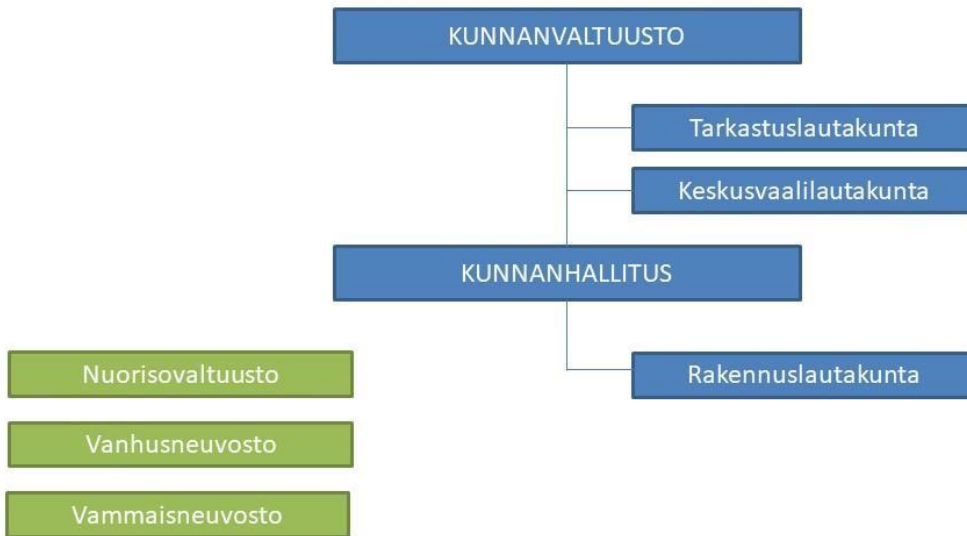 KUNNANVALTUUSTO
Tarkastuslautakunta
Keskusvaalilautakunta
KUNNANHALLITUS
Nuorisovaltuusto
Rakennuslautakunta
Vanhusneuvosto
Vammaisneuvosto